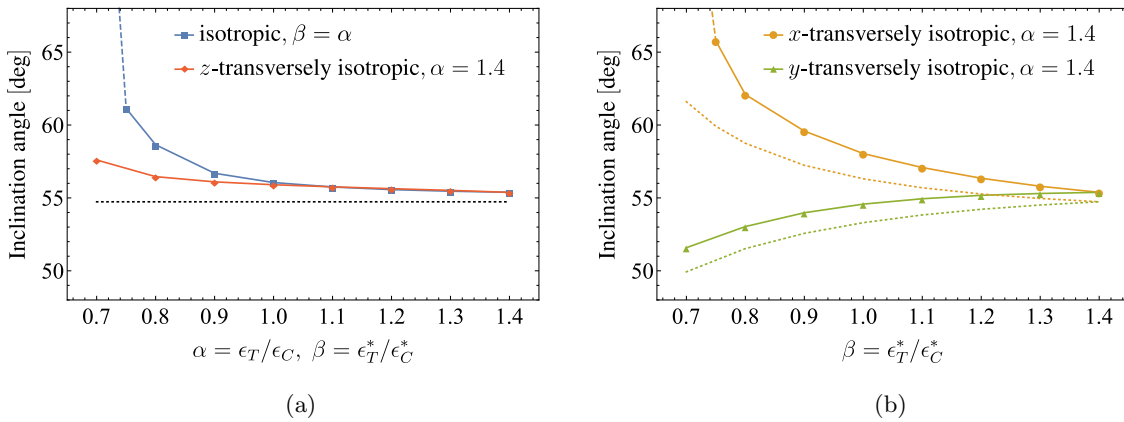 isotropic, β = α
z-transversely isotropic, α = 1.4
Inclination angle [deg]
65
60
55
50
0.7 0.8 0.9 1.0 1.1 1.2 1.3 1.4
α = ϵ_T/ϵ_C, β = ϵ*_T/ϵ*_C
(a)
x-transversely isotropic, α = 1.4
y-transversely isotropic, α = 1.4
Inclination angle [deg]
65
60
55
50
0.7 0.8 0.9 1.0 1.1 1.2 1.3 1.4
β = ϵ*_T/ϵ*_C
(b)